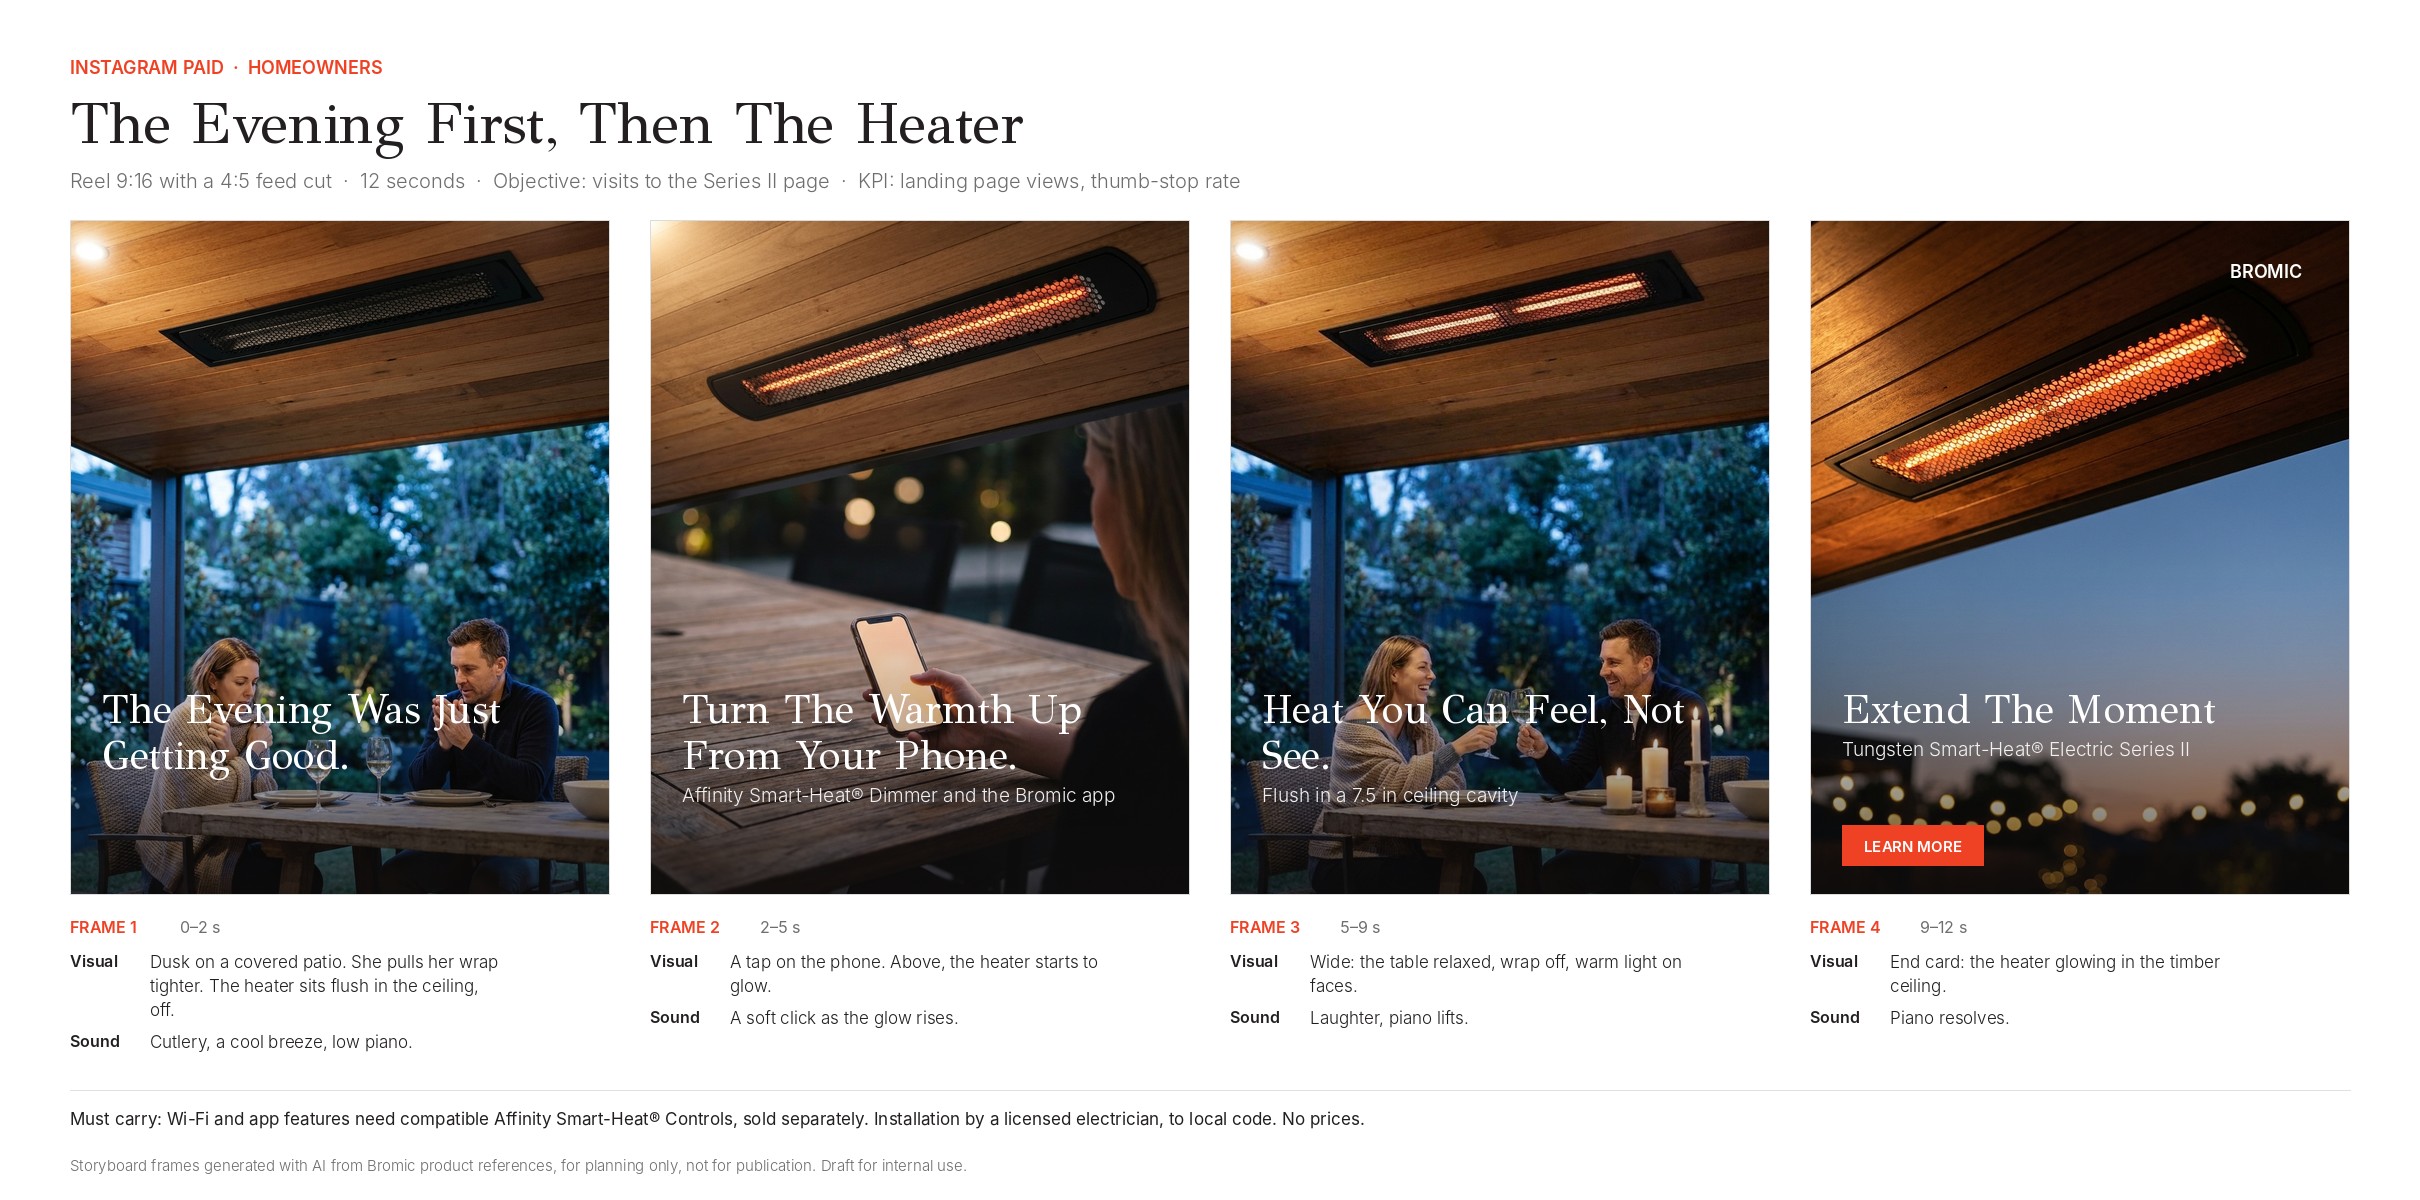 INSTAGRAM PAID · HOMEOWNERS
The Evening First, Then The Heater
Reel 9:16 with a 4:5 feed cut · 12 seconds · Objective: visits to the Series II page · KPI: landing page views, thumb-stop rate
The Evening Was Just
Getting Good.
Turn The Warmth Up
From Your Phone.
Affinity Smart-Heat® Dimmer and the Bromic app
Heat You Can Feel, Not
See.
Flush in a 7.5 in ceiling cavity
BROMIC
Extend The Moment
Tungsten Smart-Heat® Electric Series II
LEARN MORE
FRAME 1 0–2 s
Visual Dusk on a covered patio. She pulls her wrap
tighter. The heater sits flush in the ceiling,
off.
Sound Cutlery, a cool breeze, low piano.
FRAME 2 2–5 s
Visual A tap on the phone. Above, the heater starts to
glow.
Sound A soft click as the glow rises.
FRAME 3 5–9 s
Visual Wide: the table relaxed, wrap off, warm light on
faces.
Sound Laughter, piano lifts.
FRAME 4 9–12 s
Visual End card: the heater glowing in the timber
ceiling.
Sound Piano resolves.
Must carry: Wi-Fi and app features need compatible Affinity Smart-Heat® Controls, sold separately. Installation by a licensed electrician, to local code. No prices.
Storyboard frames generated with AI from Bromic product references, for planning only, not for publication. Draft for internal use.